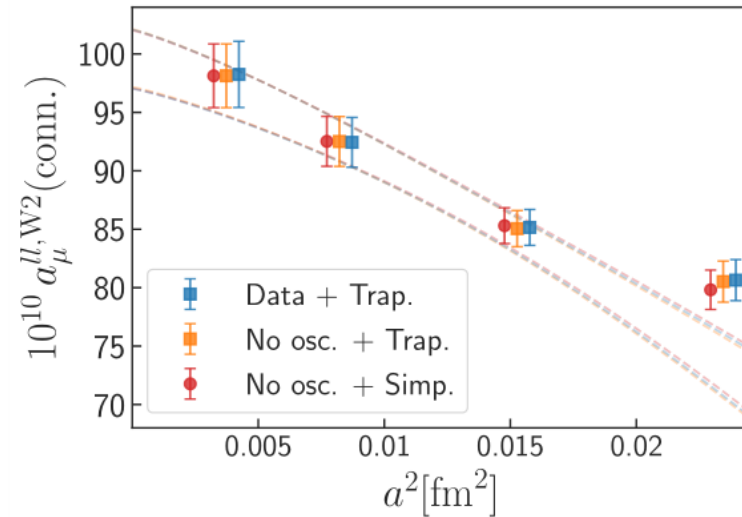 10^{10} a_μ^{ll,W2}(conn.)
100
95
90
85
80
75
70
Data + Trap.
No osc. + Trap.
No osc. + Simp.
0.005
0.01
0.015
0.02
a^2[fm^2]